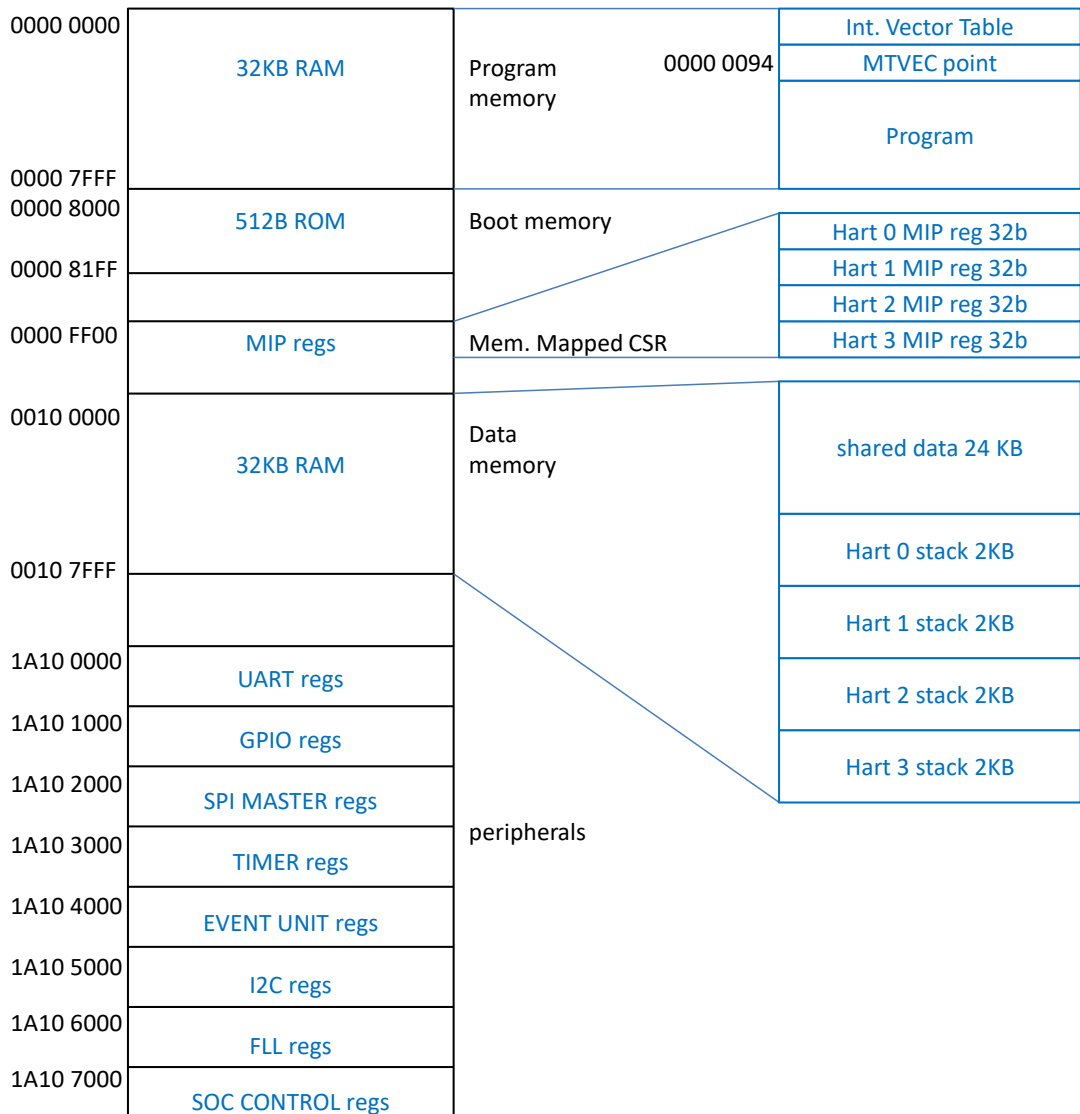 0000 0000
32KB RAM
Program
memory
0000 7FFF
0000 0094
Int. Vector Table
MTVEC point
Program
0000 8000
512B ROM
Boot memory
0000 81FF
0000 FF00
MIP regs
Mem. Mapped CSR
Hart 0 MIP reg 32b
Hart 1 MIP reg 32b
Hart 2 MIP reg 32b
Hart 3 MIP reg 32b
0010 0000
32KB RAM
Data
memory
0010 7FFF
shared data 24 KB
Hart 0 stack 2KB
Hart 1 stack 2KB
Hart 2 stack 2KB
Hart 3 stack 2KB
1A10 0000
UART regs
1A10 1000
GPIO regs
1A10 2000
SPI MASTER regs
peripherals
1A10 3000
TIMER regs
1A10 4000
EVENT UNIT regs
1A10 5000
I2C regs
1A10 6000
FLL regs
1A10 7000
SOC CONTROL regs